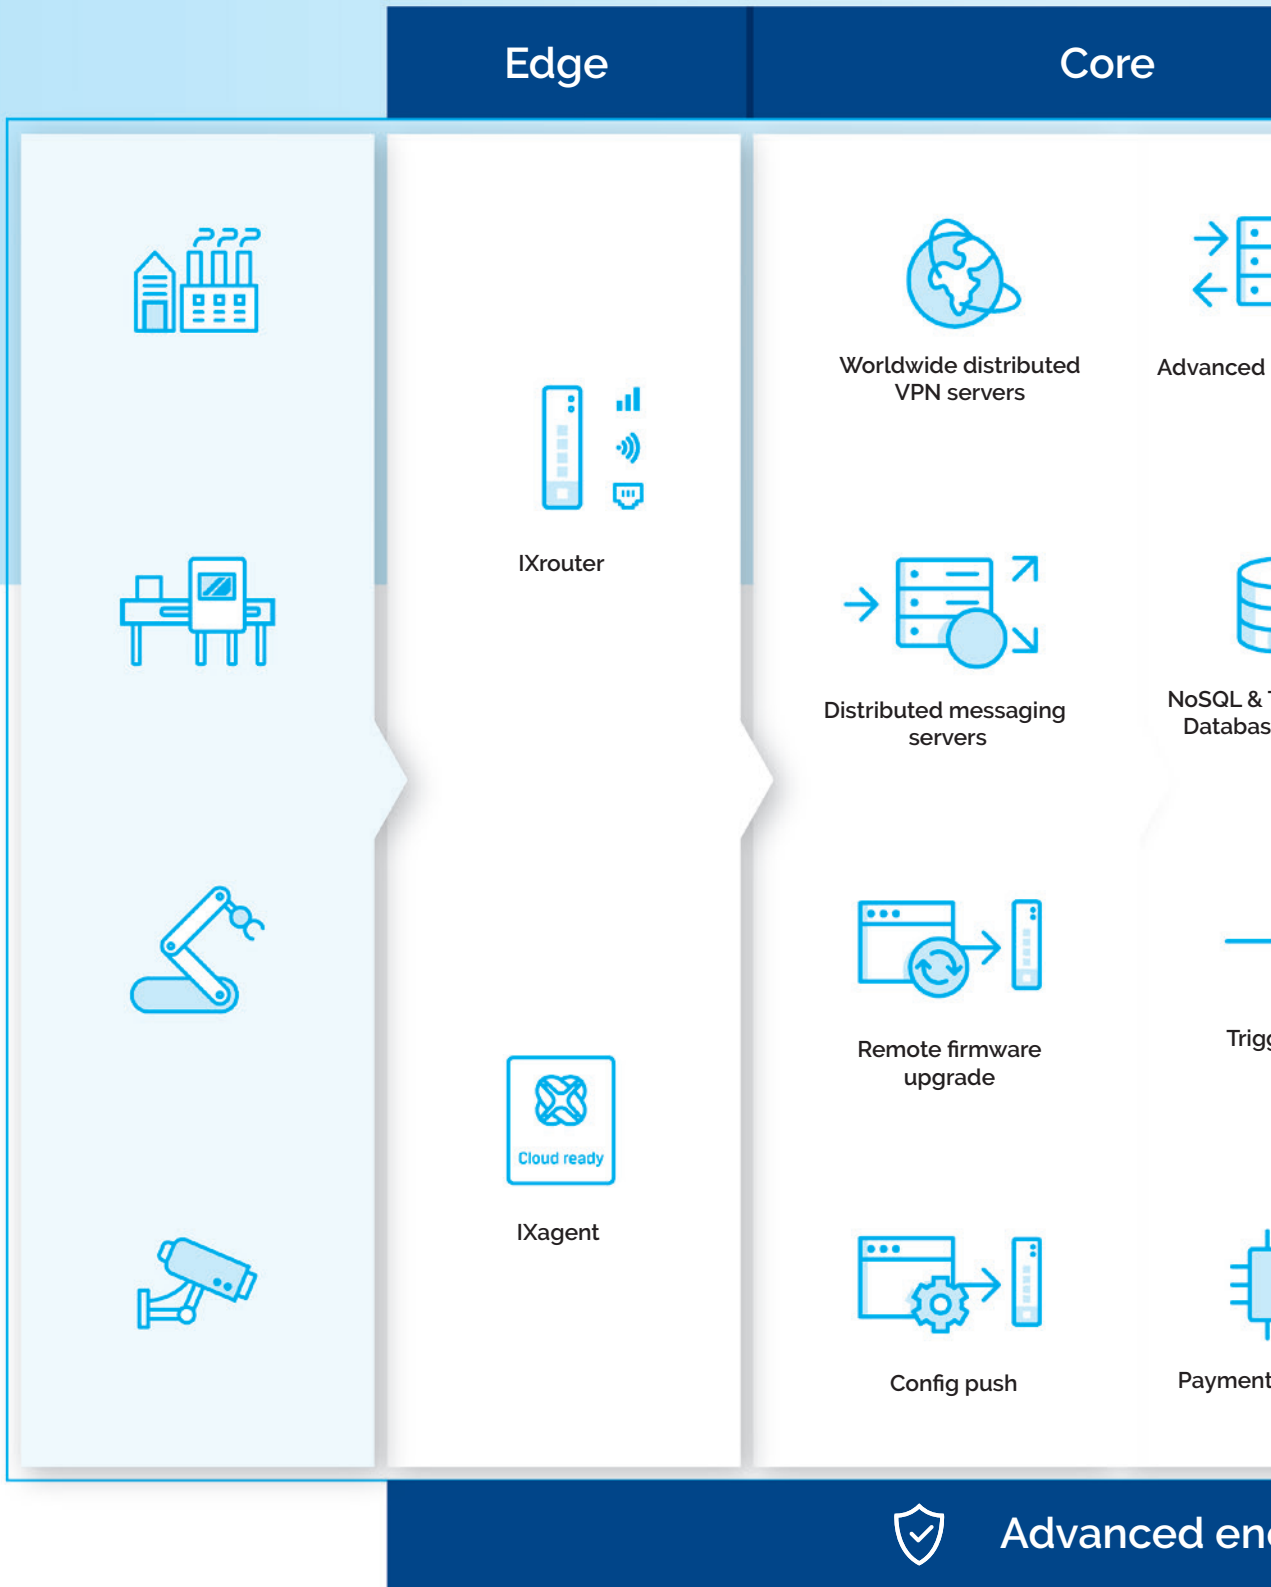 Edge
Core
IXrouter
Cloud ready
IXagent
Worldwide distributed
VPN servers
Distributed messaging
servers
Remote firmware
upgrade
Config push
Advanced
NoSQL &
Payment
Advanced